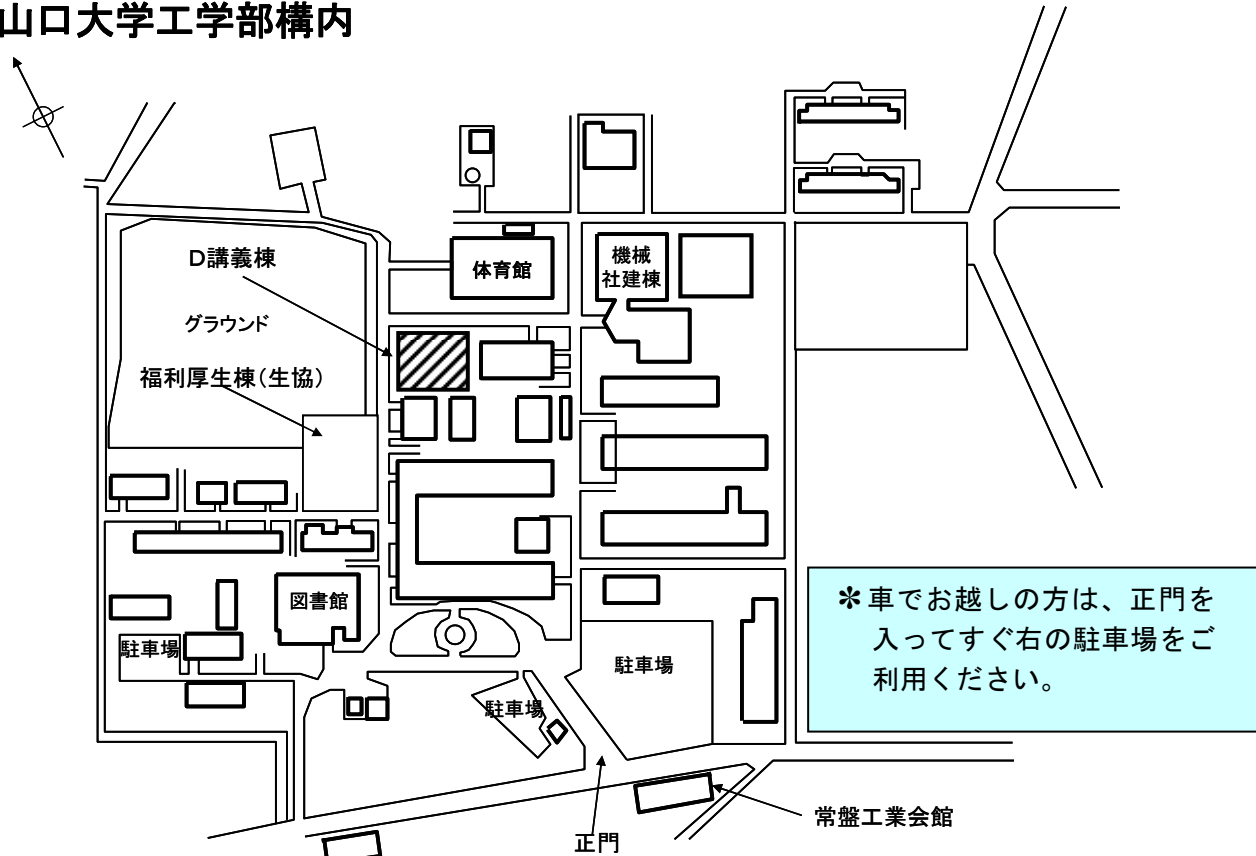 山口大学工学部構内
D講義棟
体育館
機械
社建棟
グラウンド
福利厚生棟(生協)
図書館
駐車場
駐車場
駐車場
正門
常盤工業会館
＊車でお越しの方は、正門を
入ってすぐ右の駐車場をご
利用ください。